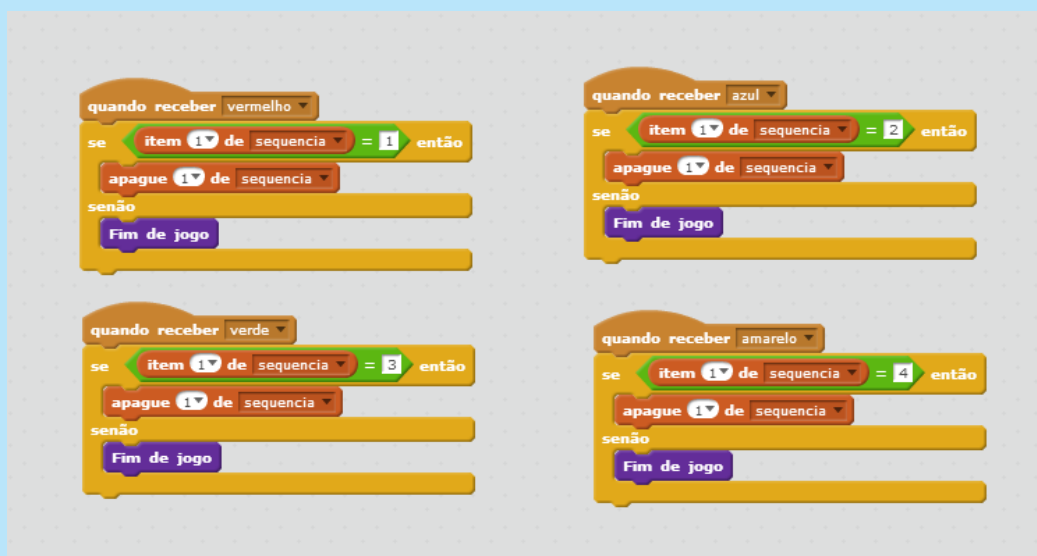 quando receber vermelho
se item 1 de sequencia = 1 então
apague 1 de sequencia
senão
Fim de jogo
quando receber azul
se item 1 de sequencia = 2 então
apague 1 de sequencia
senão
Fim de jogo
quando receber verde
se item 1 de sequencia = 3 então
apague 1 de sequencia
senão
Fim de jogo
quando receber amarelo
se item 1 de sequencia = 4 então
apague 1 de sequencia
senão
Fim de jogo